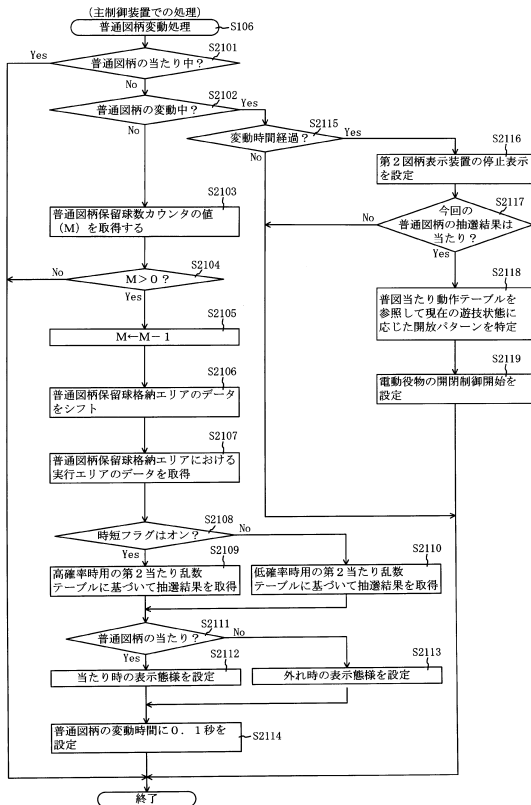 (主制御装置での処理)
普通図柄変動処理
S106
S2101
Yes
普通図柄の当たり中？
No
S2102
普通図柄の変動中？
Yes
No
S2115
変動時間経過？
Yes
No
S2116
第２図柄表示装置の停止表示
を設定
S2117
今回の
普通図柄の抽選結果は
当たり？
No
Yes
S2103
普通図柄保留球数カウンタの値
（Ｍ）を取得する
S2104
Ｍ＞０？
No
Yes
S2118
普図当たり動作テーブルを
参照して現在の遊技状態に
応じた開放パターンを特定
S2105
Ｍ←Ｍ－１
S2119
電動役物の開閉制御開始を
設定
S2106
普通図柄保留球格納エリアのデータ
をシフト
S2107
普通図柄保留球格納エリアにおける
実行エリアのデータを取得
S2108
時短フラグはオン？
No
Yes
S2109
高確率時用の第２当たり乱数
テーブルに基づいて抽選結果を取得
S2110
低確率時用の第２当たり乱数
テーブルに基づいて抽選結果を取得
S2111
普通図柄の当たり？
No
Yes
S2112
当たり時の表示態様を設定
S2113
外れ時の表示態様を設定
普通図柄の変動時間に０．１秒を
設定
S2114
終了